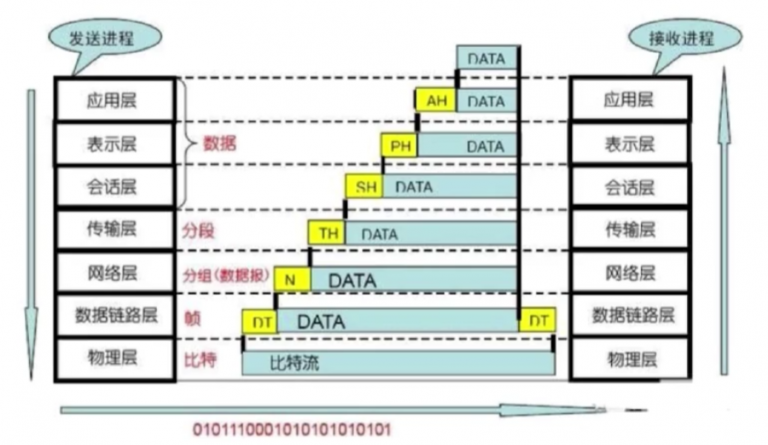 发送进程
接收进程
DATA
应用层
AH
DATA
应用层
表示层
数据
PH
DATA
表示层
会话层
SH
DATA
会话层
传输层
分段
TH
DATA
传输层
网络层
分组(数据报)
N
DATA
网络层
数据链路层
帧
DT
DATA
DT
数据链路层
物理层
比特
比特流
物理层
0101110001010101010101